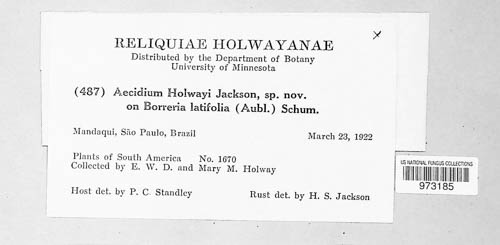 RELIQUIAE HOLWAYANAE
Distributed by the Department of Botany
University of Minnesota
(487) Aecidium Holwayi Jackson, sp. nov.
on Borreria latifolia (Aubl.) Schum.
Mandaqui, São Paulo, Brazil March 23, 1922
Plants of South America No. 1670
Collected by E. W. D. and Mary M. Holway
Host det. by P. C. Standley Rust det. by H. S. Jackson
US NATIONAL FUNGUS COLLECTIONS
973185